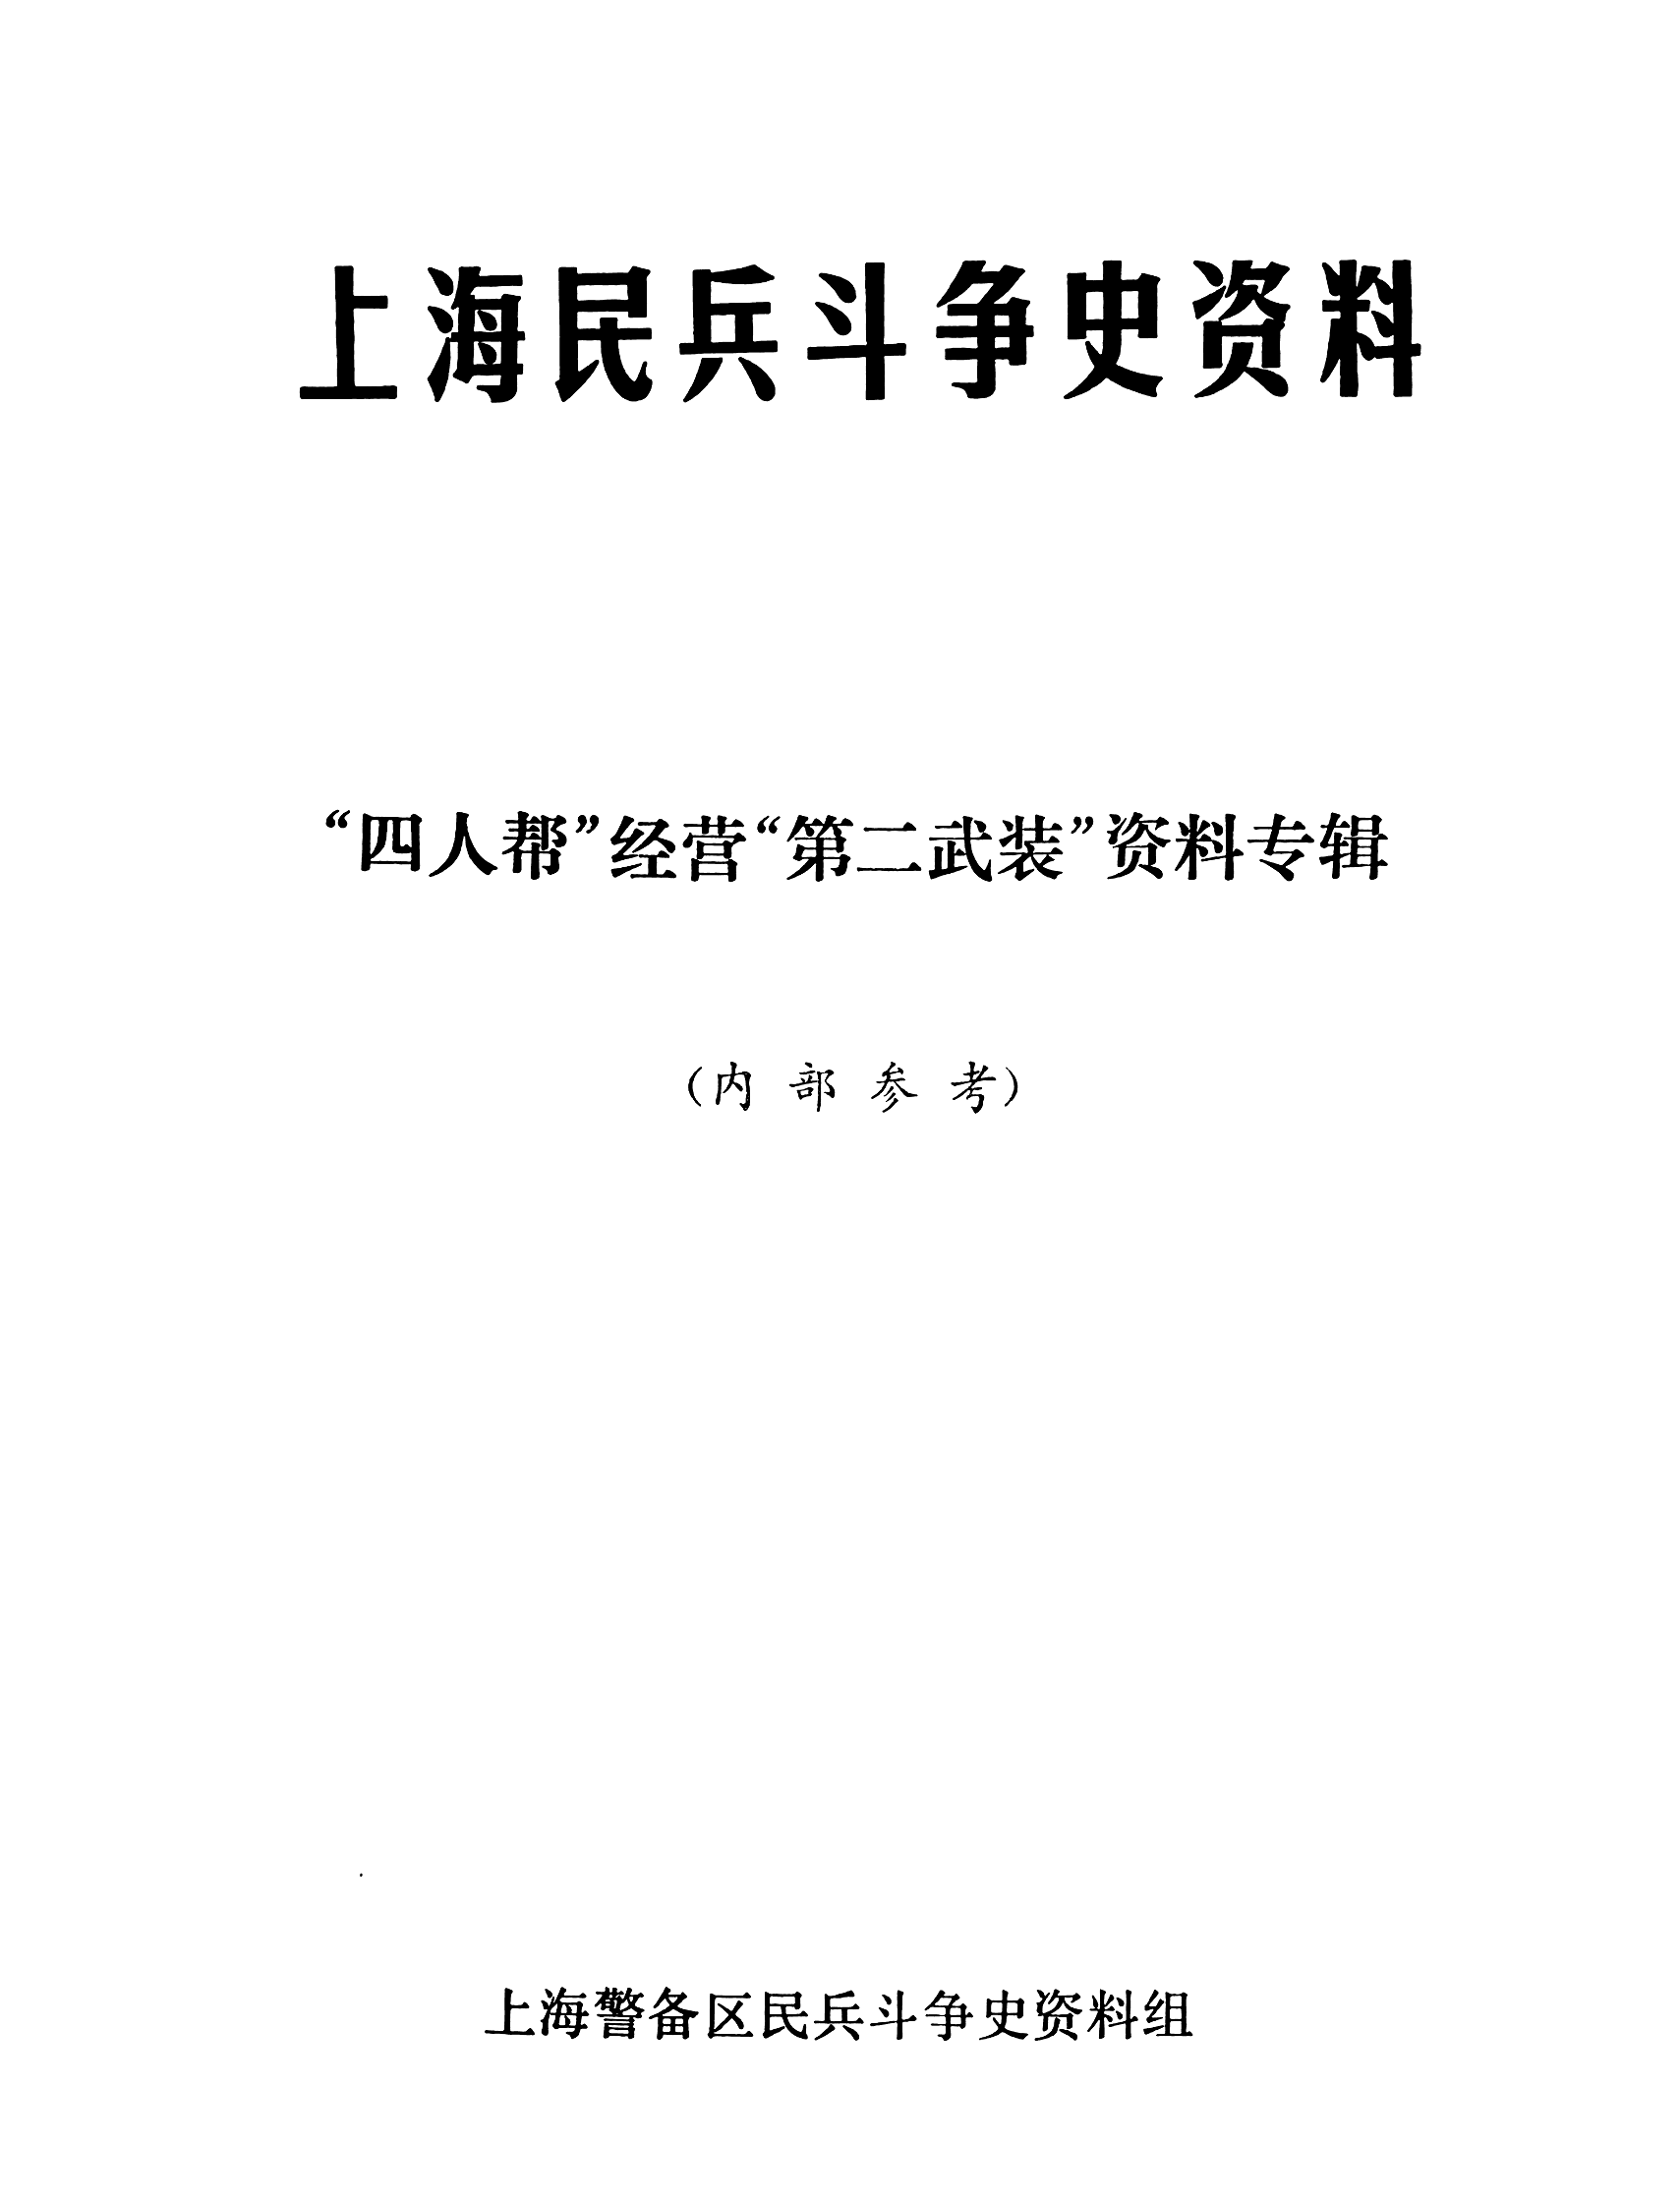 上海民兵斗争史资料
“四人帮”经营“第二武装”资料专辑
(内部参考)
上海警备区民兵斗争史资料组